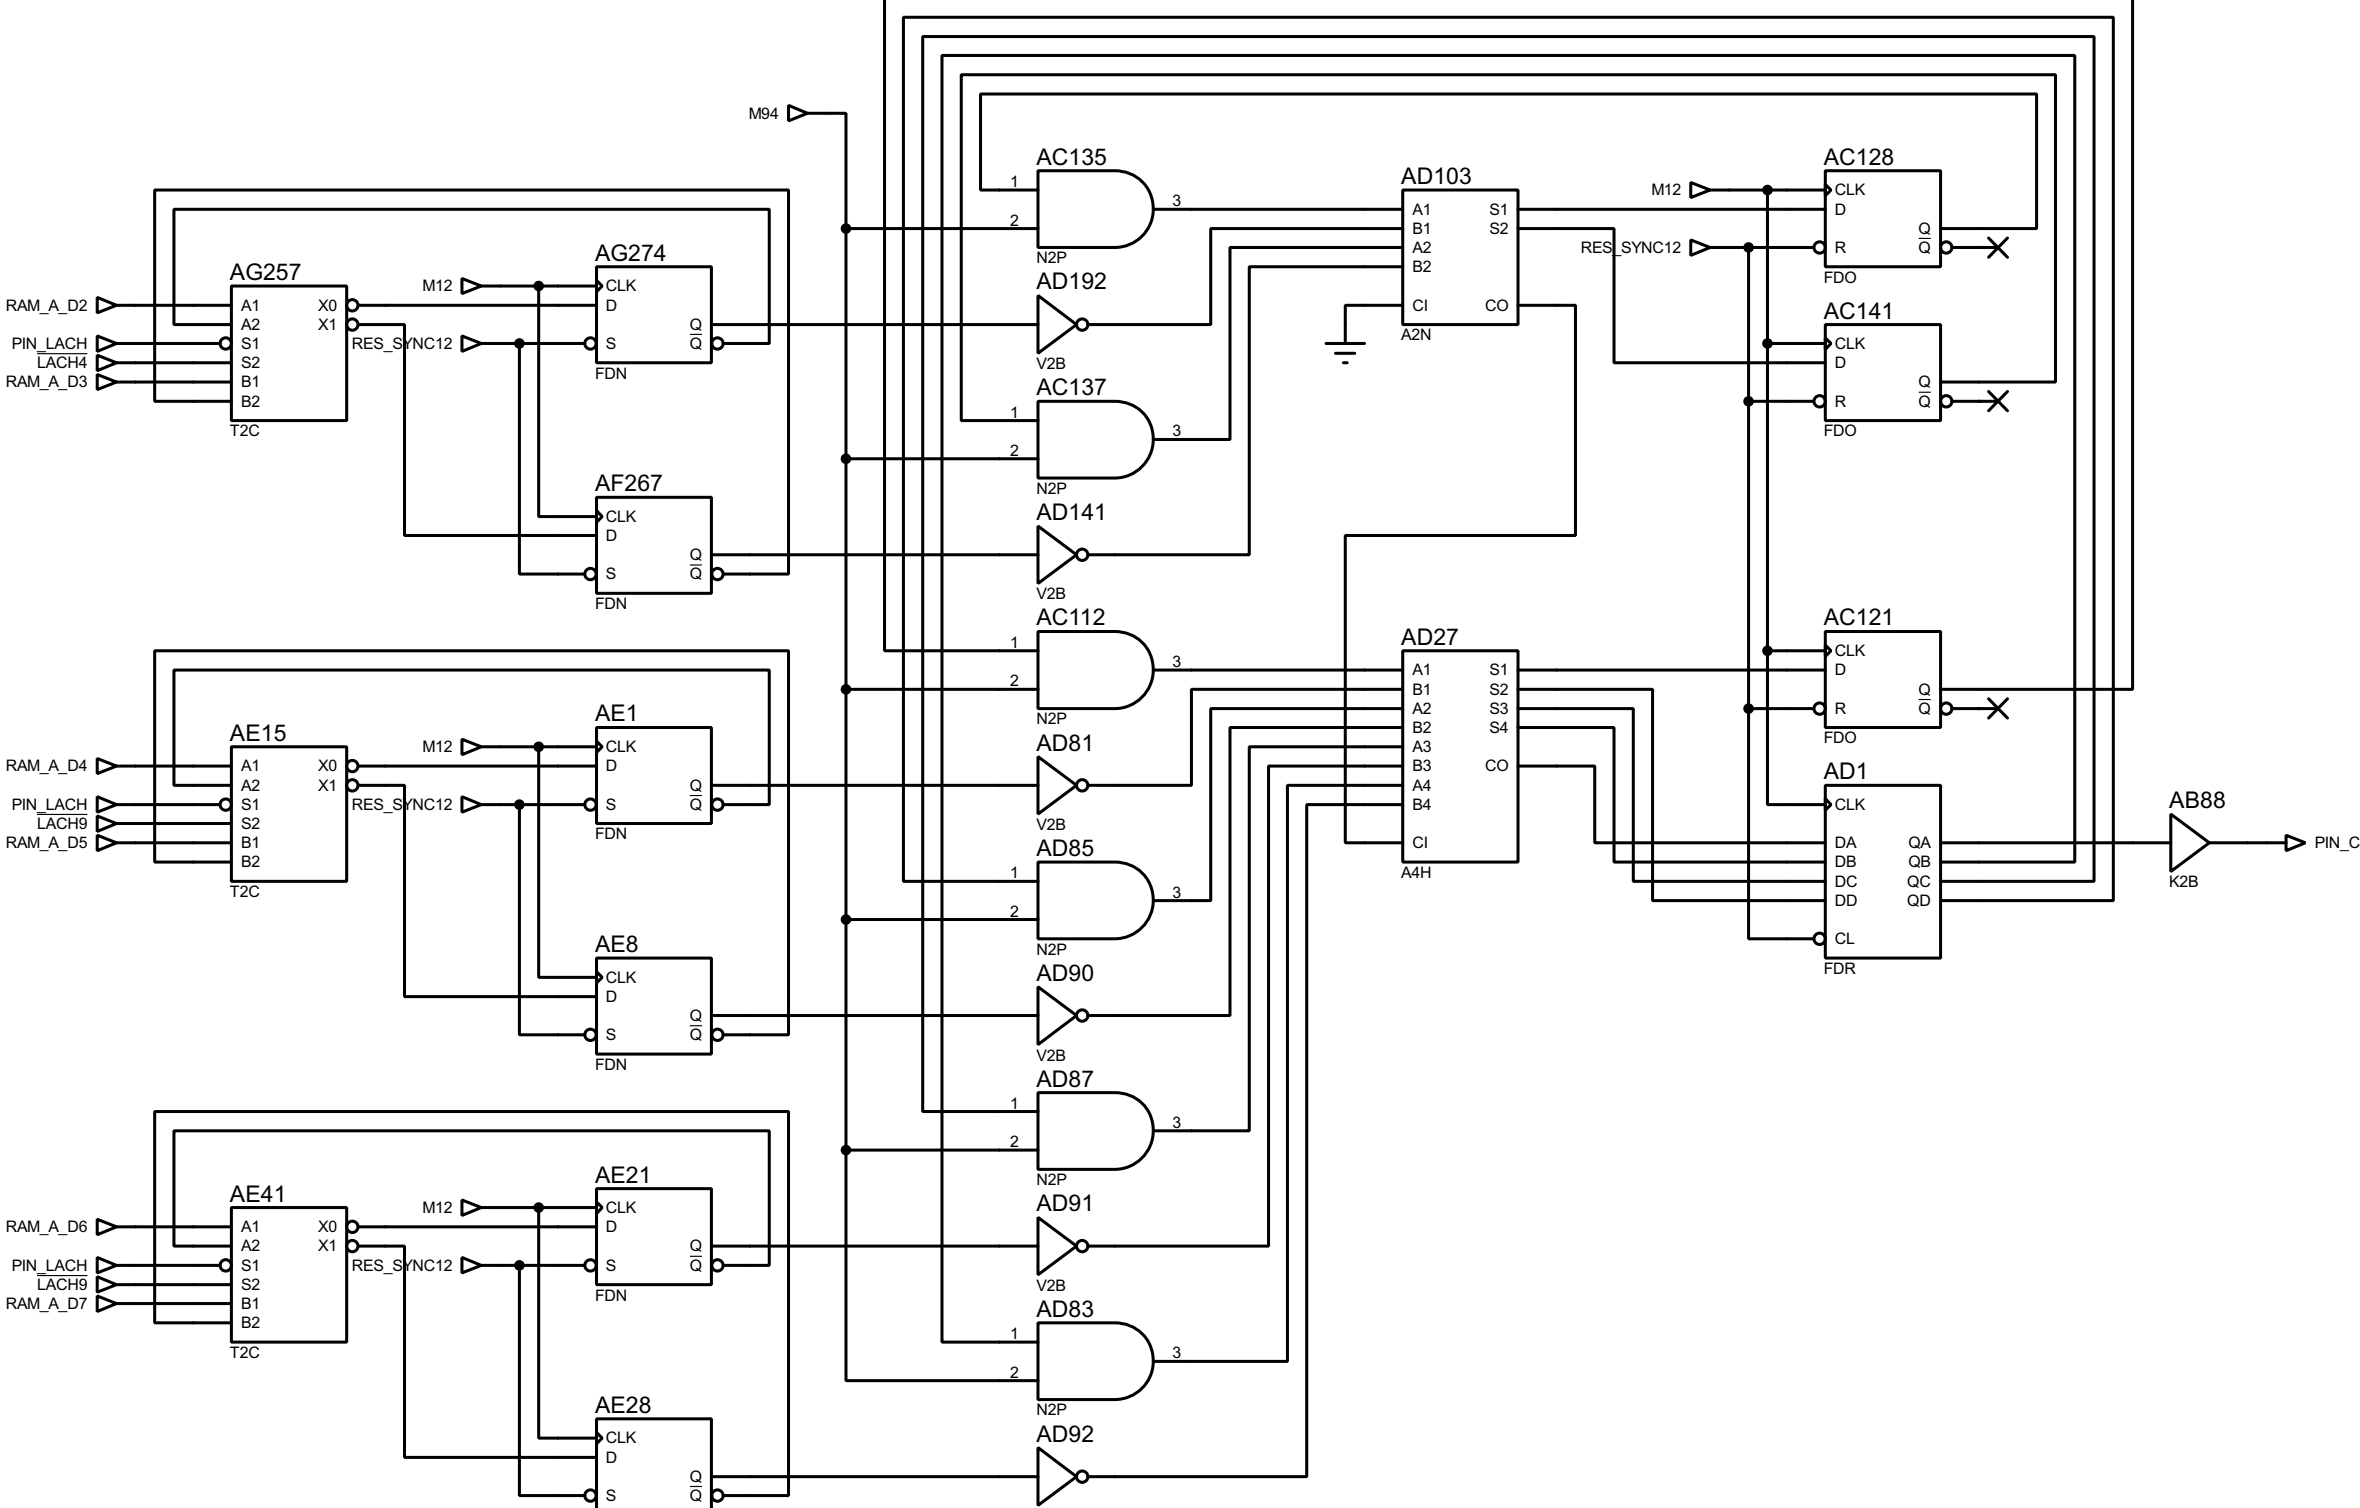 M94
AC135
1
2
3
N2P
AD192
V2B
AC137
1
2
3
N2P
AD141
V2B
AC112
1
2
3
N2P
AD81
V2B
AD85
1
2
3
N2P
AD90
V2B
AD87
1
2
3
N2P
AD91
V2B
AD83
1
2
3
N2P
AD92
AG257
RAM_A_D2
PIN_LACH
LACH4
RAM_A_D3
A1 X0
A2 X1
S1
S2
B1
B2
T2C
M12
RES_SYNC12
AG274
CLK
D
Q
S Q
FDN
AF267
CLK
D
Q
S Q
FDN
AE15
RAM_A_D4
PIN_LACH
LACH9
RAM_A_D5
A1 X0
A2 X1
S1
S2
B1
B2
T2C
M12
RES_SYNC12
AE1
CLK
D
Q
S Q
FDN
AE8
CLK
D
Q
S Q
FDN
AE41
RAM_A_D6
PIN_LACH
LACH9
RAM_A_D7
A1 X0
A2 X1
S1
S2
B1
B2
T2C
M12
RES_SYNC12
AE21
CLK
D
Q
S Q
FDN
AE28
CLK
D
Q
S Q
AD103
A1 S1
B1 S2
A2
B2
CI CO
A2N
AD27
A1 S1
B1 S2
A2 S3
B2 S4
A3
B3 CO
A4
B4
CI
A4H
M12
RES_SYNC12
AC128
CLK
D
Q
R Q
FDO
AC141
CLK
D
Q
R Q
FDO
AC121
CLK
D
Q
R Q
FDO
AD1
CLK
DA QA
DB QB
DC QC
DD QD
CL
FDR
AB88
K2B
PIN_C